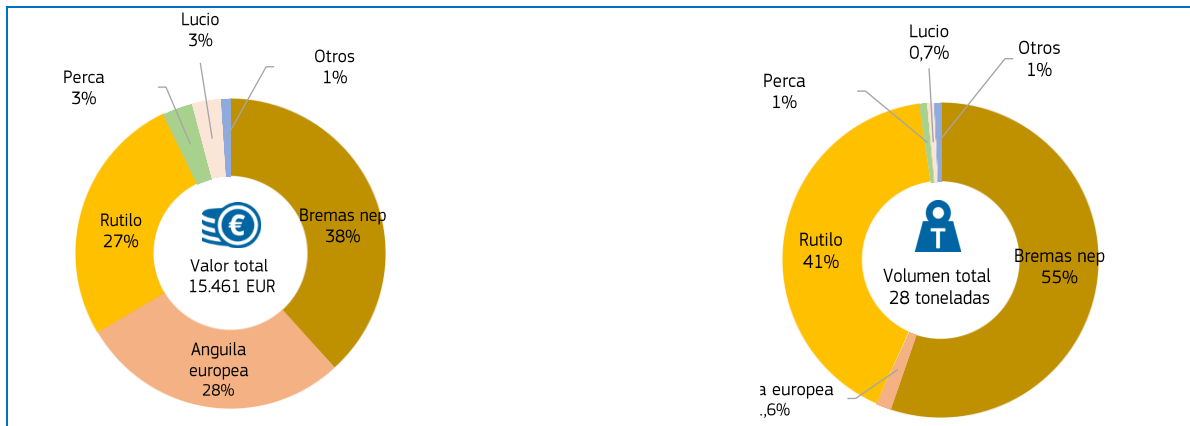 Lucio
3%
Otros
1%
Perca
3%
Rutilo
27%
Bremas nep
38%
€
Valor total
15.461 EUR
Anguila
europea
28%
Lucio
0,7%
Otros
1%
Perca
1%
Rutilo
41%
Bremas nep
55%
T
Volumen total
28 toneladas
a europea
,6%